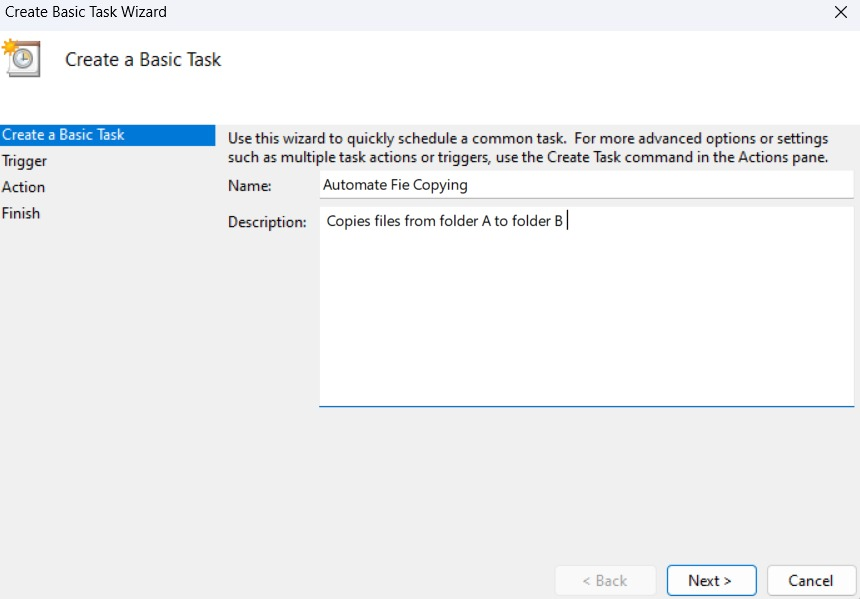 Create Basic Task Wizard
Create a Basic Task
Create a Basic Task
Trigger
Action
Finish
Use this wizard to quickly schedule a common task.  For more advanced options or settings
such as multiple task actions or triggers, use the Create Task command in the Actions pane.
Name: Automate Fie Copying
Description: Copies files from folder A to folder B
< Back Next > Cancel